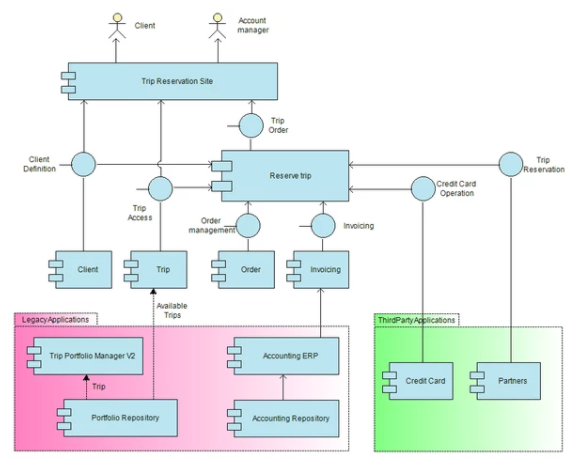 Client
Account
manager
Trip Reservation Site
Trip
Order
Client
Definition
Reserve trip
Trip
Reservation
Trip
Access
Credit Card
Operation
Order
management
Invoicing
Client
Trip
Order
Invoicing
Available
Trips
LegacyApplications
ThirdPartyApplications
Trip Portfolio Manager V2
Accounting ERP
Trip
Credit Card
Partners
Portfolio Repository
Accounting Repository